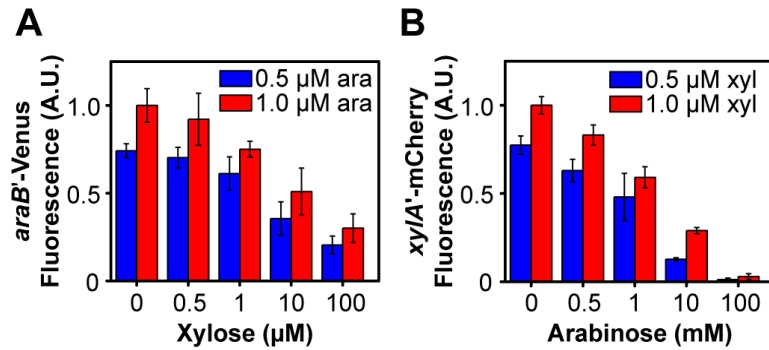 A
araB'-Venus
Fluorescence (A.U.)
1.0
0.5
0
0.5 µM ara
1.0 µM ara
0 0.5 1 10 100
Xylose (µM)
B
xylA'-mCherry
Fluorescence (A.U.)
1.0
0.5
0
0.5 µM xyl
1.0 µM xyl
0 0.5 1 10 100
Arabinose (mM)